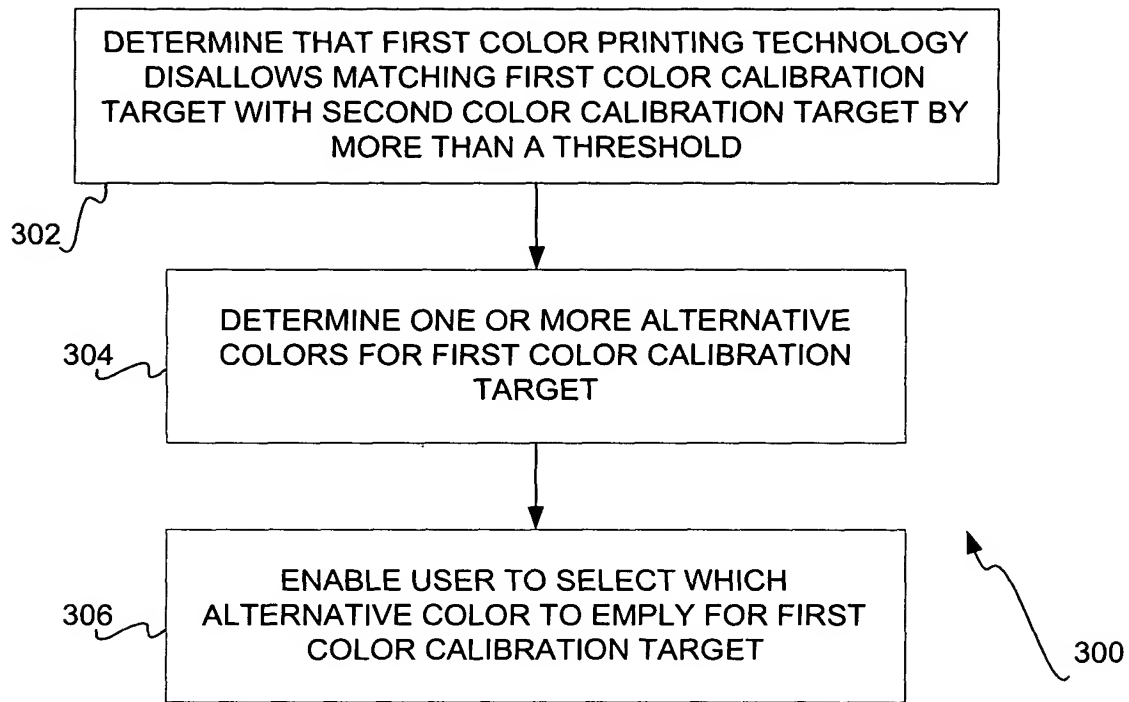 DETERMINE THAT FIRST COLOR PRINTING TECHNOLOGY
DISALLOWS MATCHING FIRST COLOR CALIBRATION
TARGET WITH SECOND COLOR CALIBRATION TARGET BY
MORE THAN A THRESHOLD
302
DETERMINE ONE OR MORE ALTERNATIVE
COLORS FOR FIRST COLOR CALIBRATION
TARGET
304
ENABLE USER TO SELECT WHICH
ALTERNATIVE COLOR TO EMPLY FOR FIRST
COLOR CALIBRATION TARGET
306
300